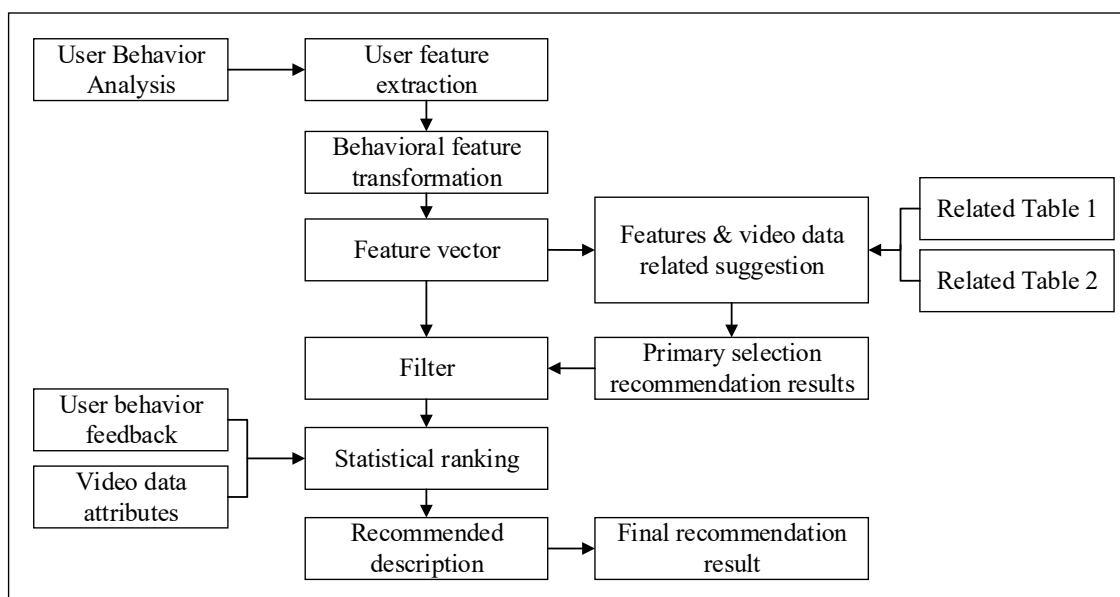 User Behavior
Analysis
User feature
extraction
Behavioral feature
transformation
Feature vector
Features & video data
related suggestion
Related Table 1
Related Table 2
Filter
Primary selection
recommendation results
User behavior
feedback
Video data
attributes
Statistical ranking
Recommended
description
Final recommendation
result